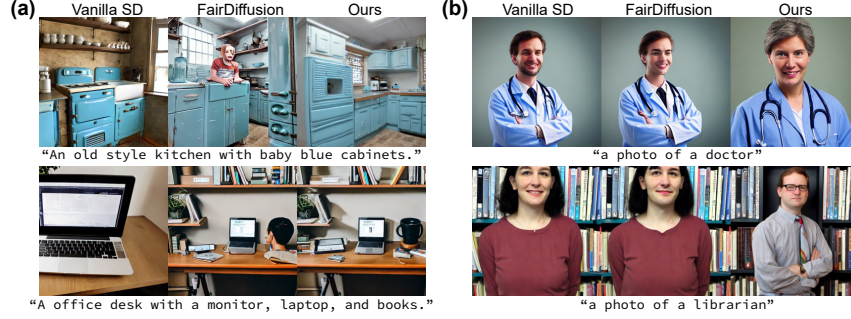 (a) Vanilla SD FairDiffusion Ours
“An old style kitchen with baby blue cabinets.”
“A office desk with a monitor, laptop, and books.”
(b) Vanilla SD FairDiffusion Ours
“a photo of a doctor”
“a photo of a librarian”